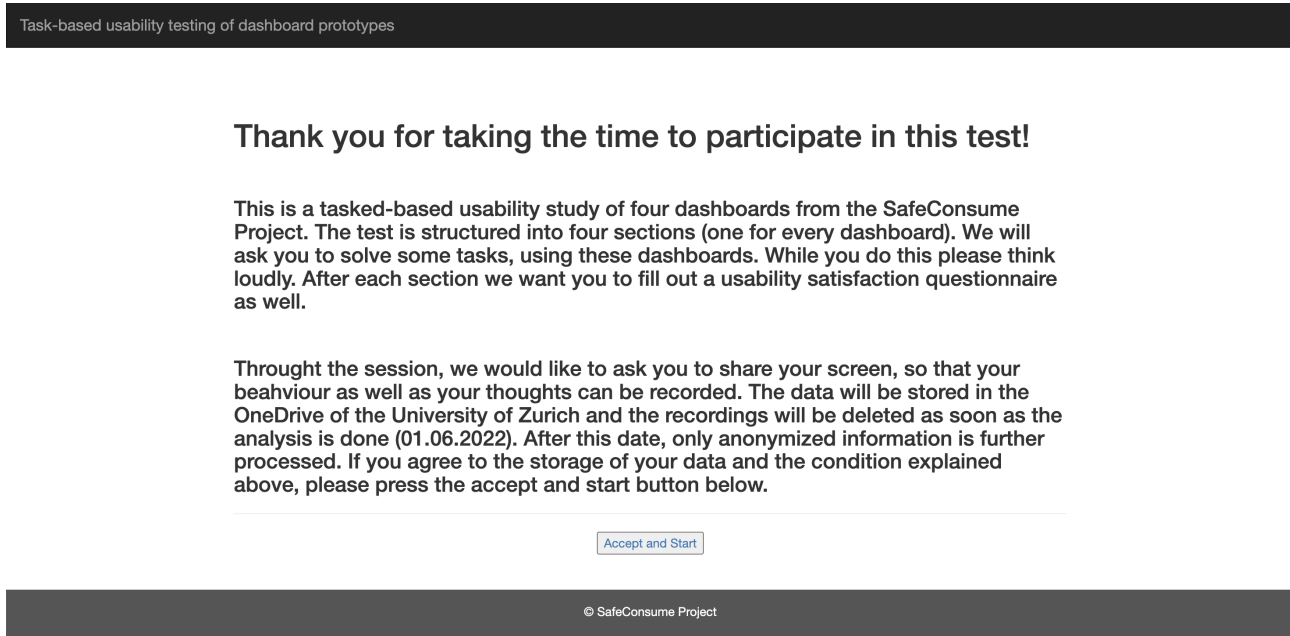 Task-based usability testing of dashboard prototypes
Thank you for taking the time to participate in this test!
This is a tasked-based usability study of four dashboards from the SafeConsume
Project. The test is structured into four sections (one for every dashboard). We will
ask you to solve some tasks, using these dashboards. While you do this please think
loudly. After each section we want you to fill out a usability satisfaction questionnaire
as well.
Throught the session, we would like to ask you to share your screen, so that your
beahviour as well as your thoughts can be recorded. The data will be stored in the
OneDrive of the University of Zurich and the recordings will be deleted as soon as the
analysis is done (01.06.2022). After this date, only anonymized information is further
processed. If you agree to the storage of your data and the condition explained
above, please press the accept and start button below.
Accept and Start
© SafeConsume Project